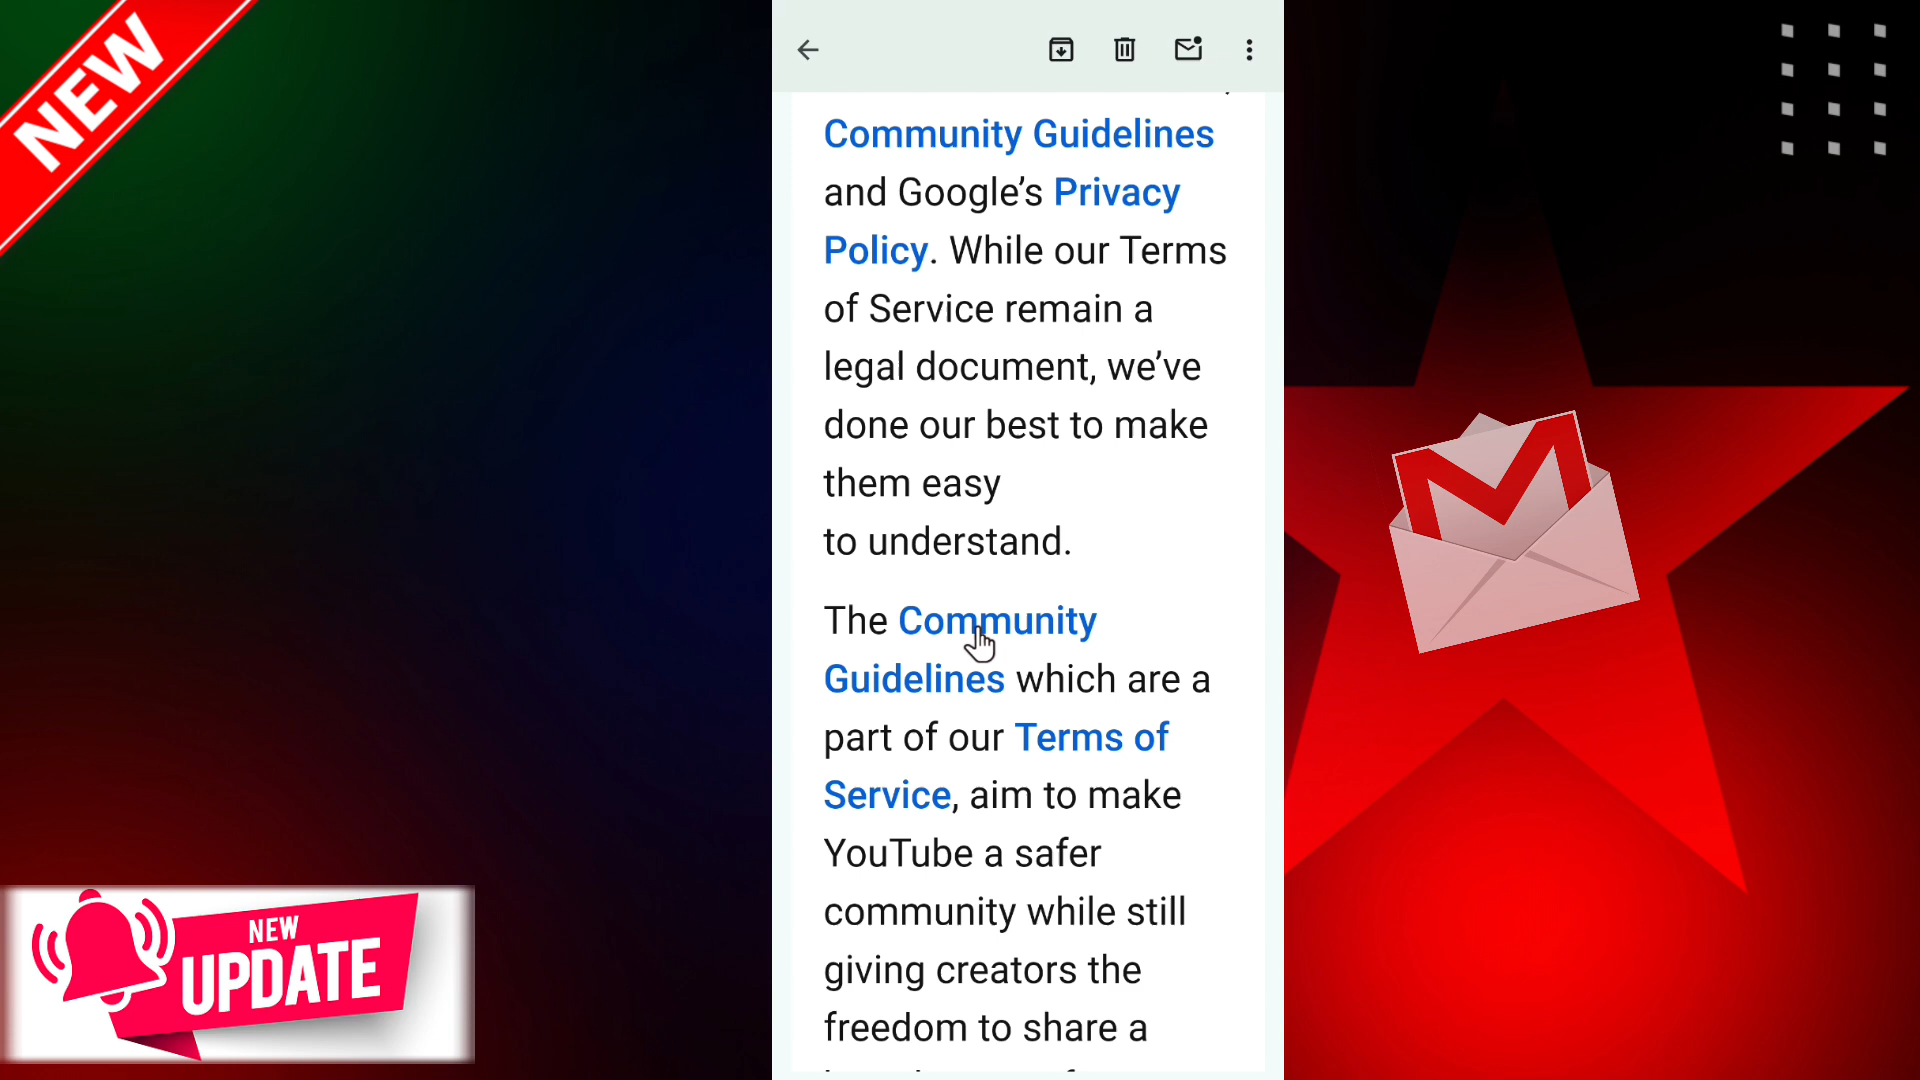 NEW
Community Guidelines
and Google’s Privacy
Policy. While our Terms
of Service remain a
legal document, we’ve
done our best to make
them easy
to understand.
The Community
Guidelines which are a
part of our Terms of
Service, aim to make
YouTube a safer
community while still
giving creators the
freedom to share a
NEW
UPDATE